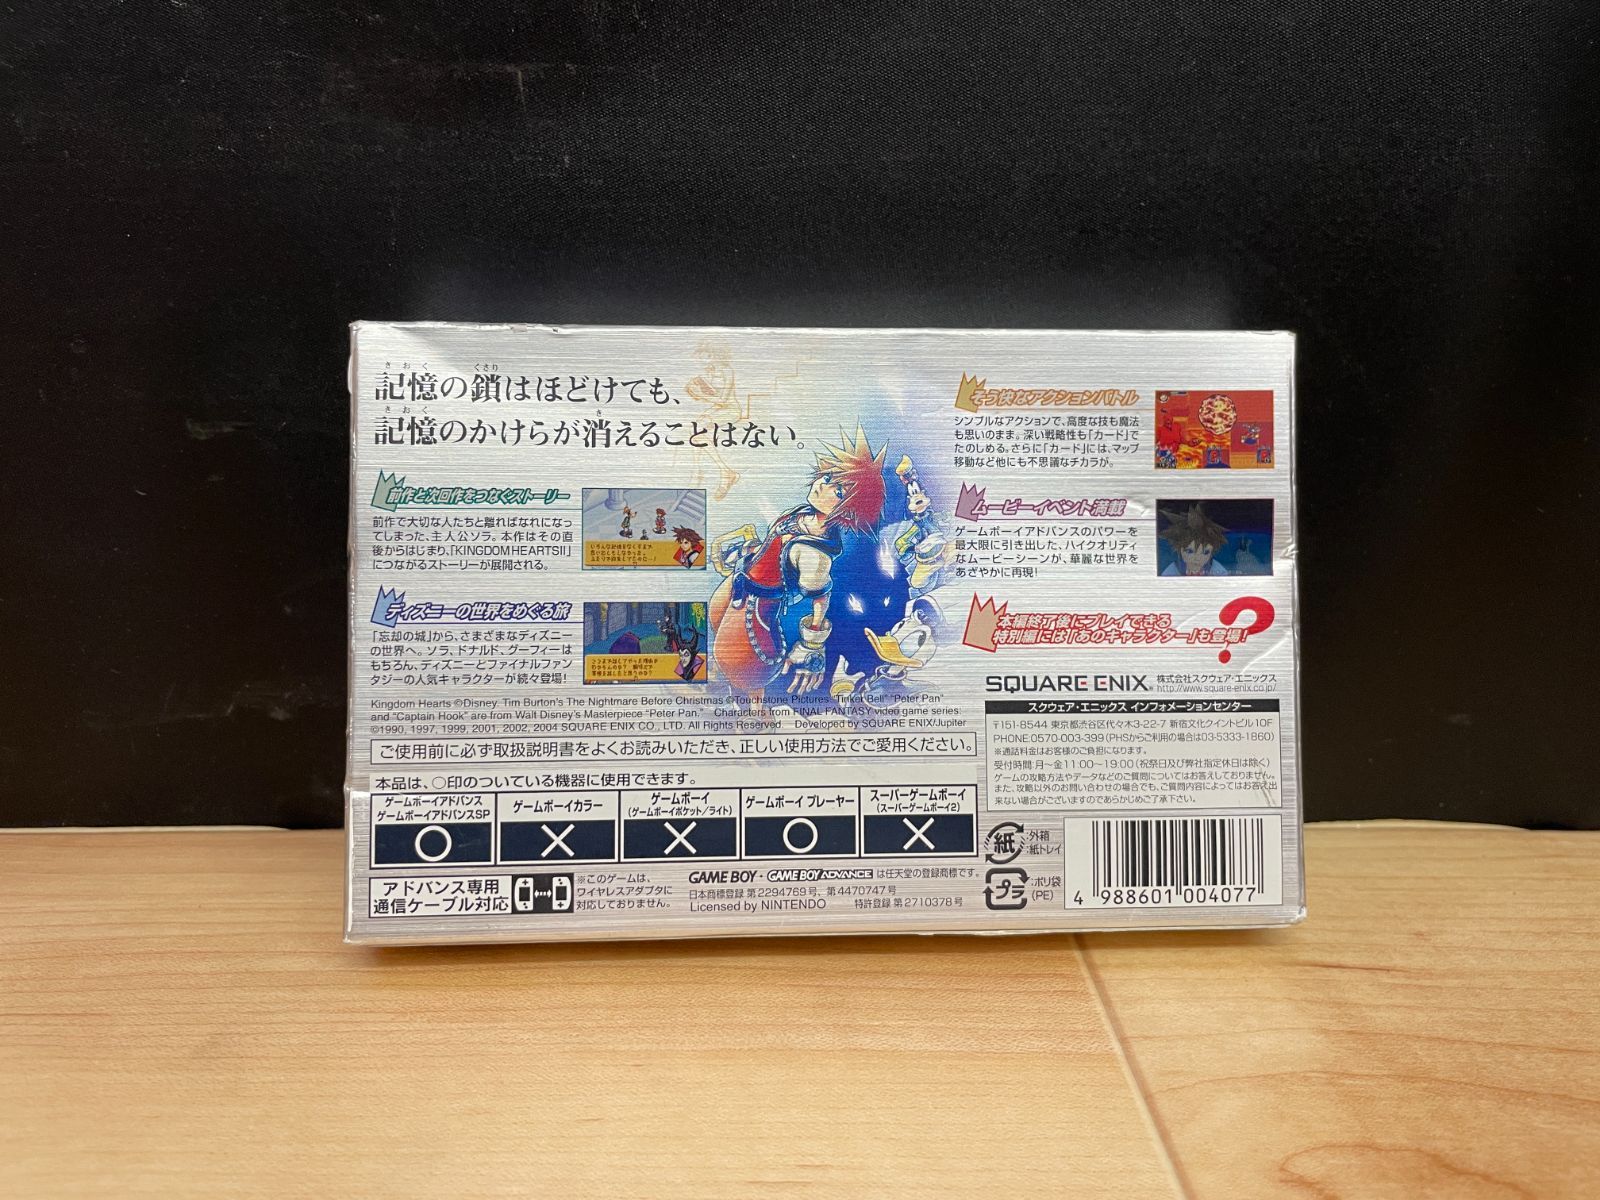 記憶の鎖はほどけても、
記憶のかけらが消えることはない。
前作と次回作をつなぐストーリー
前作で大切な人たちと離ればなれになっ
てしまった、主人公ソラ。本作はその直
後からはじまり、「KINGDOM HEARTSII」
につながるストーリーが展開される。
ディズニーの世界をめぐる旅
「忘却の城」から、さまざまなディズニー
の世界へ。ソラ、ドナルド、グーフィーは
もちろん、ディズニーとファイナルファン
タジーの人気キャラクターが続々登場!
そう快なアクションバトル
シンプルなアクションで、高度な技も魔法
も思いのまま。深い戦略性も「カード」で
たのしめる。さらに「カード」には、マップ
移動など他にも不思議なチカラが。
ムービーイベント満載
ゲームボーイアドバンスのパワーを
最大限に引き出した、ハイクオリティ
なムービーシーンが、華麗な世界を
あざやかに再現!
本編終了後にプレイできる
特別編には「あのキャラクター」も登場!
?
Kingdom Hearts ©Disney. Tim Burton's The Nightmare Before Christmas ©Touchstone Pictures "Tinker Bell" "Peter Pan"
and "Captain Hook" are from Walt Disney's Masterpiece "Peter Pan." Characters from FINAL FANTASY video game series:
©1990, 1997, 1999, 2001, 2002, 2004 SQUARE ENIX CO., LTD. All Rights Reserved. Developed by SQUARE ENIX/Jupiter
ご使用前に必ず取扱説明書をよくお読みいただき、正しい使用方法でご愛用ください。
本品は、○印のついている機器に使用できます。
ゲームボーイアドバンス
ゲームボーイアドバンスSP
○
ゲームボーイカラー
×
ゲームボーイ
(ゲームボーイポケット/ライト)
×
ゲームボーイ プレーヤー
○
スーパーゲームボーイ
(スーパーゲームボーイ2)
×
アドバンス専用
通信ケーブル対応
※このゲームは、
ワイヤレスアダプタに
対応しておりません。
GAME BOY・GAME BOY ADVANCE は任天堂の登録商標です。
日本商標登録 第2294769号、第4470747号
Licensed by NINTENDO 特許登録 第2710378号
SQUARE ENIX. 株式会社スクウェア・エニックス
http://www.square-enix.co.jp/
スクウェア・エニックス インフォメーションセンター
〒151-8544 東京都渋谷区代々木3-22-7 新宿文化クイントビル10F
PHONE:0570-003-399 (PHSからご利用の場合は03-5333-1860)
※通話料金はお客様のご負担になります。
受付時間:月~金11:00~19:00(祝祭日及び弊社指定休日は除く)
ゲームの攻略方法やデータなどのご質問についてはお答えしておりません。
また、攻略以外のお問い合わせの場合でも、ご質問内容によってはお答え出
来ない場合がございますのであらかじめご了承下さい。
紙
:外箱
:紙トレイ
プラ
:ポリ袋
(PE)
4 988601 004077